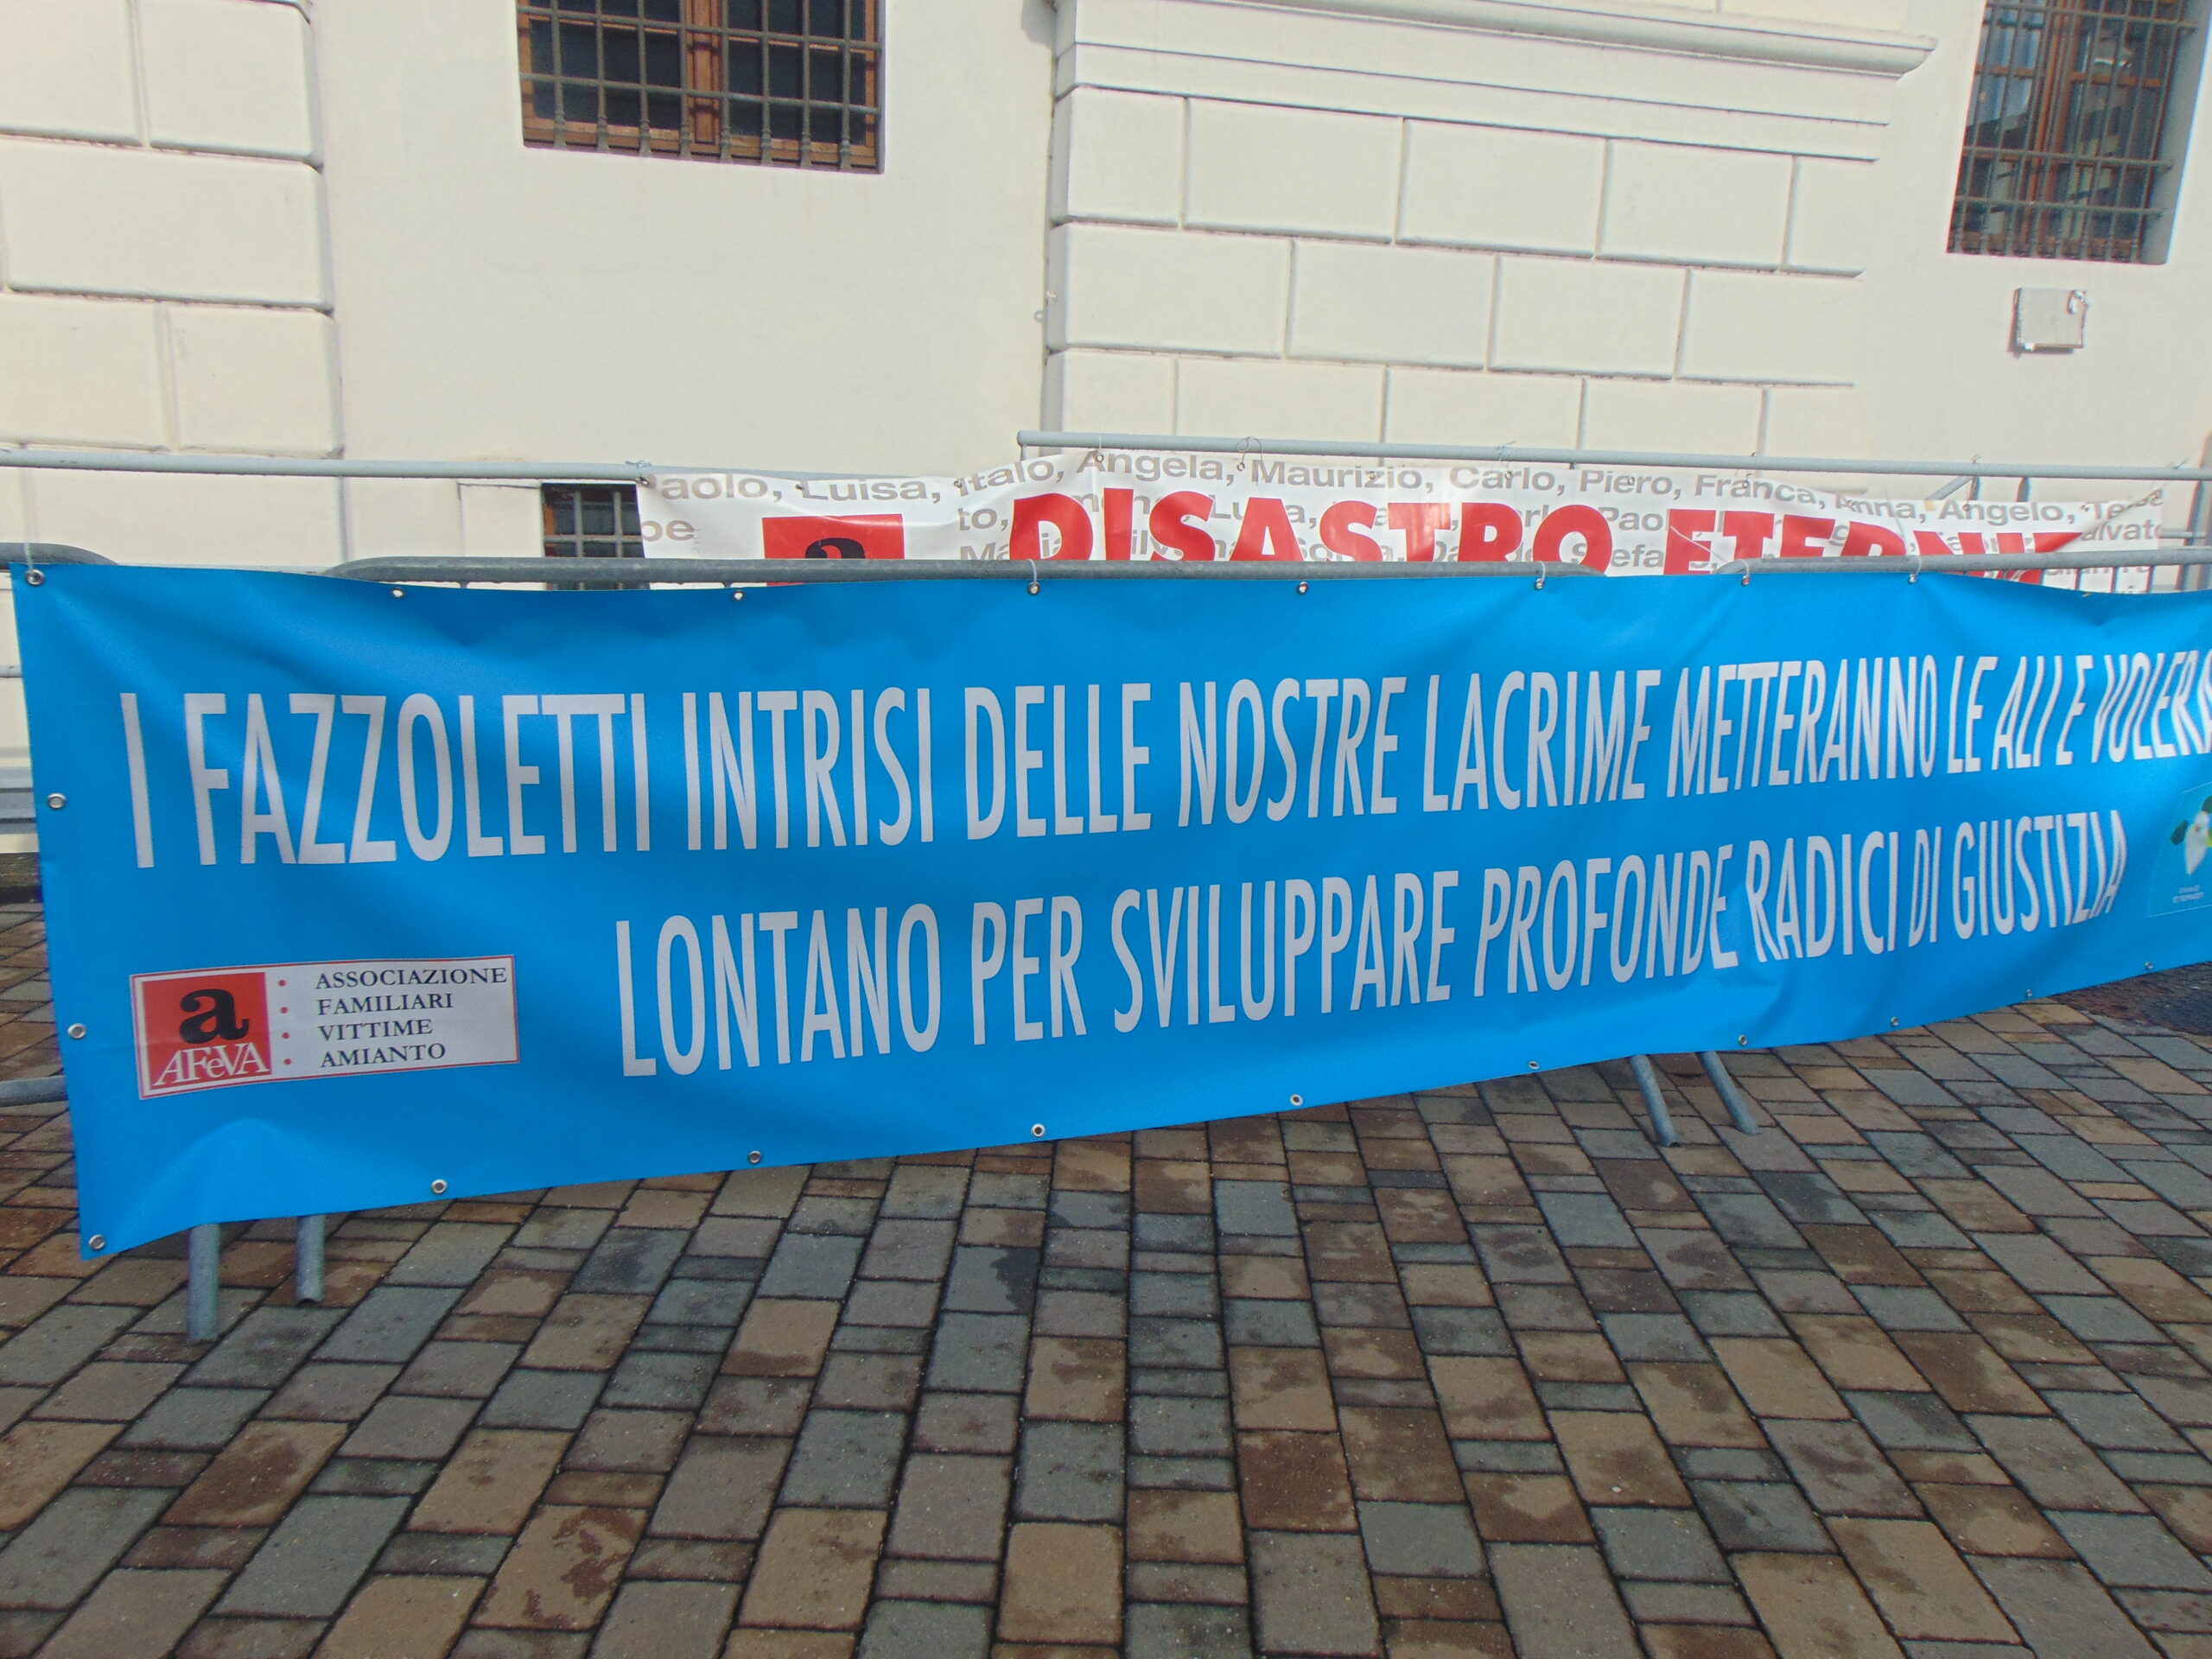 Luisa, Italo, Angela, Maurizio, Carlo, Piero, Franca, Anna, Angelo,
DISASTRO
a
I FAZZOLETTI INTRISI DELLE NOSTRE LACRIME METTERANNO LE ALI E
LONTANO PER SVILUPPARE PROFONDE RADICI DI GIUSTIZIA
a
AFeVA
• ASSOCIAZIONE
• FAMILIARI
• VITTIME
• AMIANTO